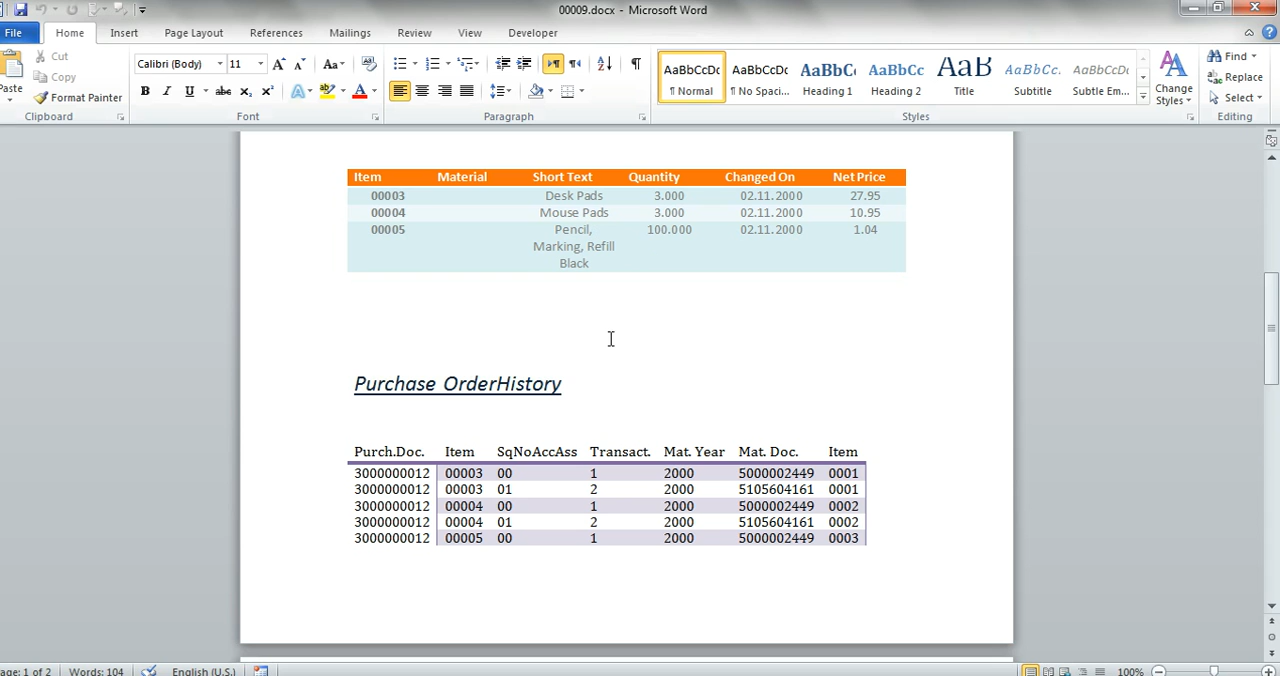 00009.docx - Microsoft Word
File Home Insert Page Layout References Mailings Review View Developer
Cut
Copy
Format Painter
Clipboard
Calibri (Body) 11
Font
Paragraph
AaBbCcDc AaBbCcDc AaBbC AaBbCc AaB AaBbCc. AaBbCcDc
¶ Normal ¶ No Spaci... Heading 1 Heading 2 Title Subtitle Subtle Em...
Styles
Change Styles
Find
Replace
Select
Editing
Item Material Short Text Quantity Changed On Net Price
00003 Desk Pads 3.000 02.11.2000 27.95
00004 Mouse Pads 3.000 02.11.2000 10.95
00005 Pencil, 100.000 02.11.2000 1.04
Marking, Refill
Black
Purchase OrderHistory
Purch.Doc. Item SqNoAccAss Transact. Mat. Year Mat. Doc. Item
3000000012 00003 00 1 2000 5000002449 0001
3000000012 00003 01 2 2000 5105604161 0001
3000000012 00004 00 1 2000 5000002449 0002
3000000012 00004 01 2 2000 5105604161 0002
3000000012 00005 00 1 2000 5000002449 0003
age: 1 of 2 Words: 104 English (U.S.) 100%